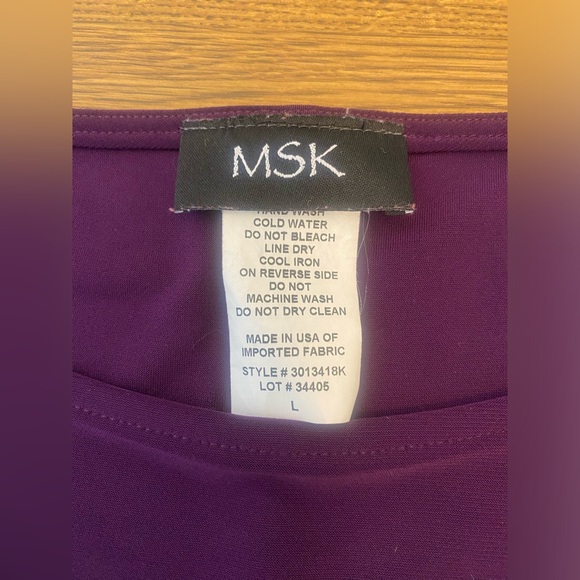 MSK
HAND WASH
COLD WATER
DO NOT BLEACH
LINE DRY
COOL IRON
ON REVERSE SIDE
DO NOT
MACHINE WASH
DO NOT DRY CLEAN
MADE IN USA OF
IMPORTED FABRIC
STYLE # 3013418K
LOT # 34405
L